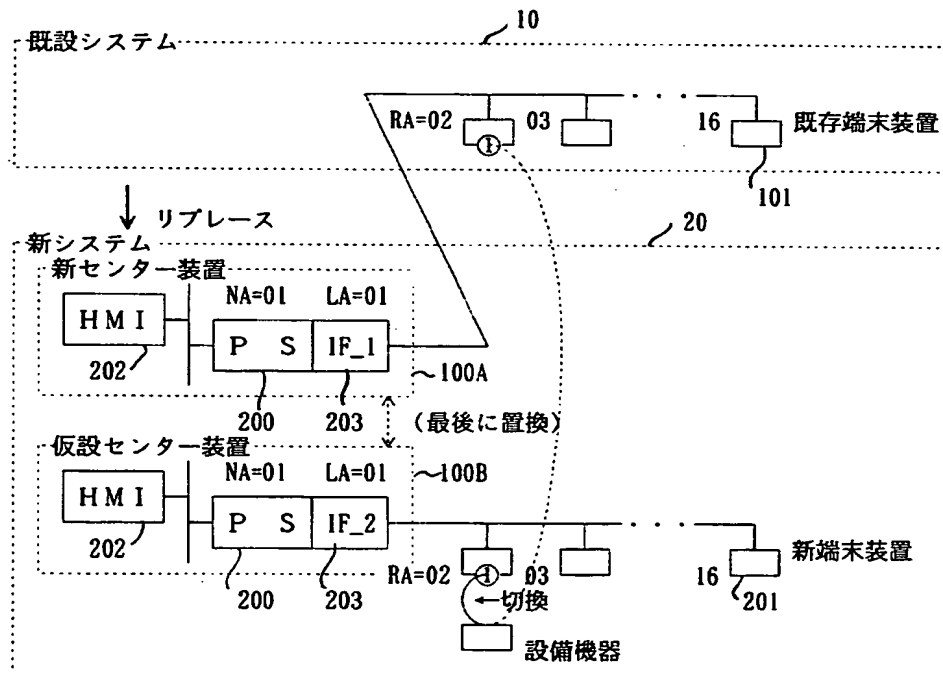 10
既設システム
RA=02
03
16
既存端末装置
101
リプレース
20
新システム
新センター装置
NA=01 LA=01
HMI
P S IF_1
202
100A
200
203
(最後に置換)
仮設センター装置
NA=01 LA=01
100B
HMI
P S IF_2
202
200
203
RA=02
1
03
16
新端末装置
201
←切換
設備機器